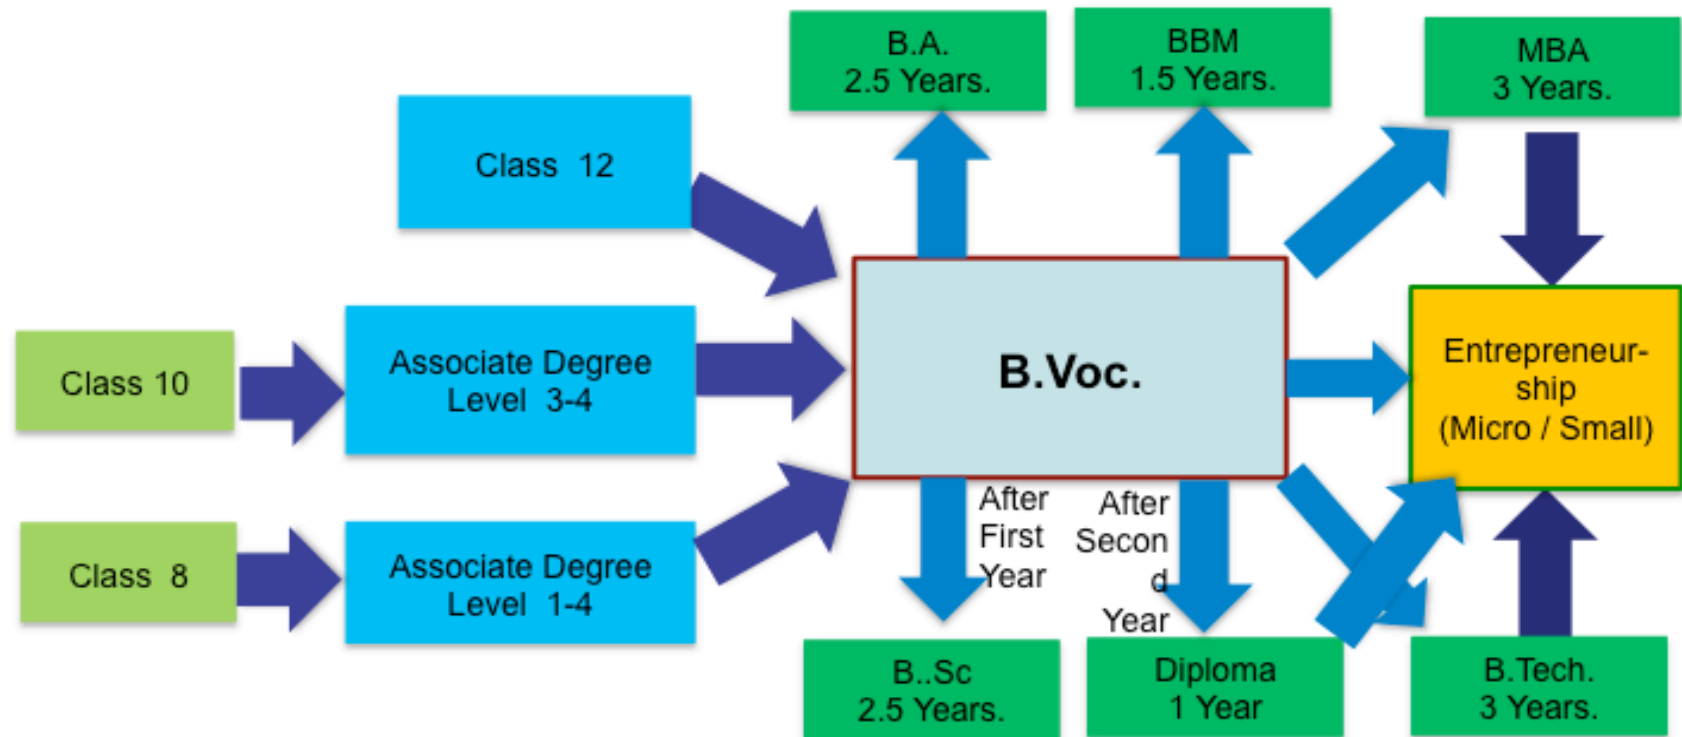 B.A.
2.5 Years.
BBM
1.5 Years.
MBA
3 Years.
Class 12
Class 10
Associate Degree
Level 3-4
B.Voc.
Entrepreneur-
ship
(Micro / Small)
Class 8
Associate Degree
Level 1-4
After
First
Year
After
Secon
d
Year
B..Sc
2.5 Years.
Diploma
1 Year
B.Tech.
3 Years.